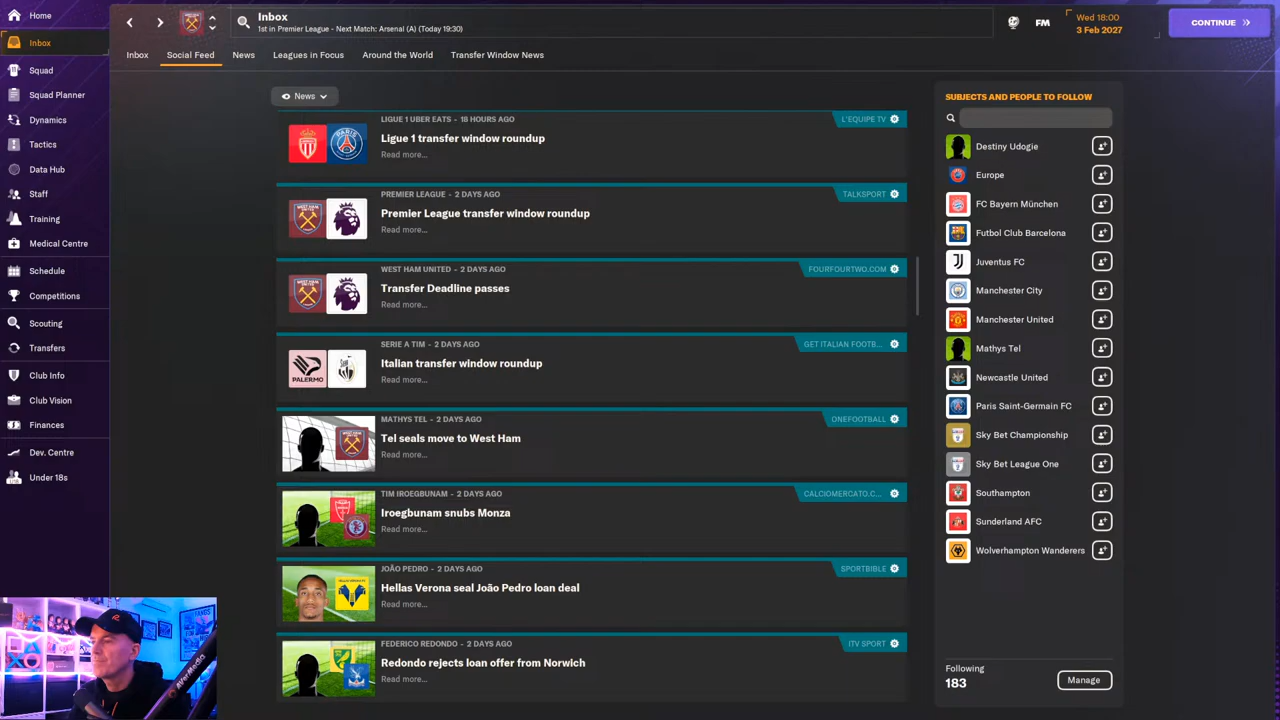 Home
Inbox
Squad
Squad Planner
Dynamics
Tactics
Data Hub
Staff
Training
Medical Centre
Schedule
Competitions
Scouting
Transfers
Club Info
Club Vision
Finances
Dev. Centre
Under 18s
Inbox
1st in Premier League - Next Match: Arsenal (A) (Today 19:30)
FM
Wed 18:00
3 Feb 2027
CONTINUE
Inbox
Social Feed
News
Leagues in Focus
Around the World
Transfer Window News
News
LIGUE 1 UBER EATS - 18 HOURS AGO
L'EQUIPE TV
Ligue 1 transfer window roundup
Read more...
PREMIER LEAGUE - 2 DAYS AGO
TALKSPORT
Premier League transfer window roundup
Read more...
WEST HAM UNITED - 2 DAYS AGO
FOURFOURTWO.COM
Transfer Deadline passes
Read more...
SERIE A TIM - 2 DAYS AGO
GET ITALIAN FOOTB...
PALERMO
Italian transfer window roundup
Read more...
MATHYS TEL - 2 DAYS AGO
ONEFOOTBALL
Tel seals move to West Ham
Read more...
TIM IROEGBUNAM - 2 DAYS AGO
CALCIOMERCATO.C...
Iroegbunam snubs Monza
Read more...
JOÃO PEDRO - 2 DAYS AGO
SPORTBIBLE
Hellas Verona seal João Pedro loan deal
Read more...
FEDERICO REDONDO - 2 DAYS AGO
ITV SPORT
Redondo rejects loan offer from Norwich
Read more...
SUBJECTS AND PEOPLE TO FOLLOW
Destiny Udogie
Europe
FC Bayern München
Futbol Club Barcelona
Juventus FC
Manchester City
Manchester United
Mathys Tel
Newcastle United
Paris Saint-Germain FC
Sky Bet Championship
Sky Bet League One
Southampton
Sunderland AFC
Wolverhampton Wanderers
Following
183
Manage
AVerMedia